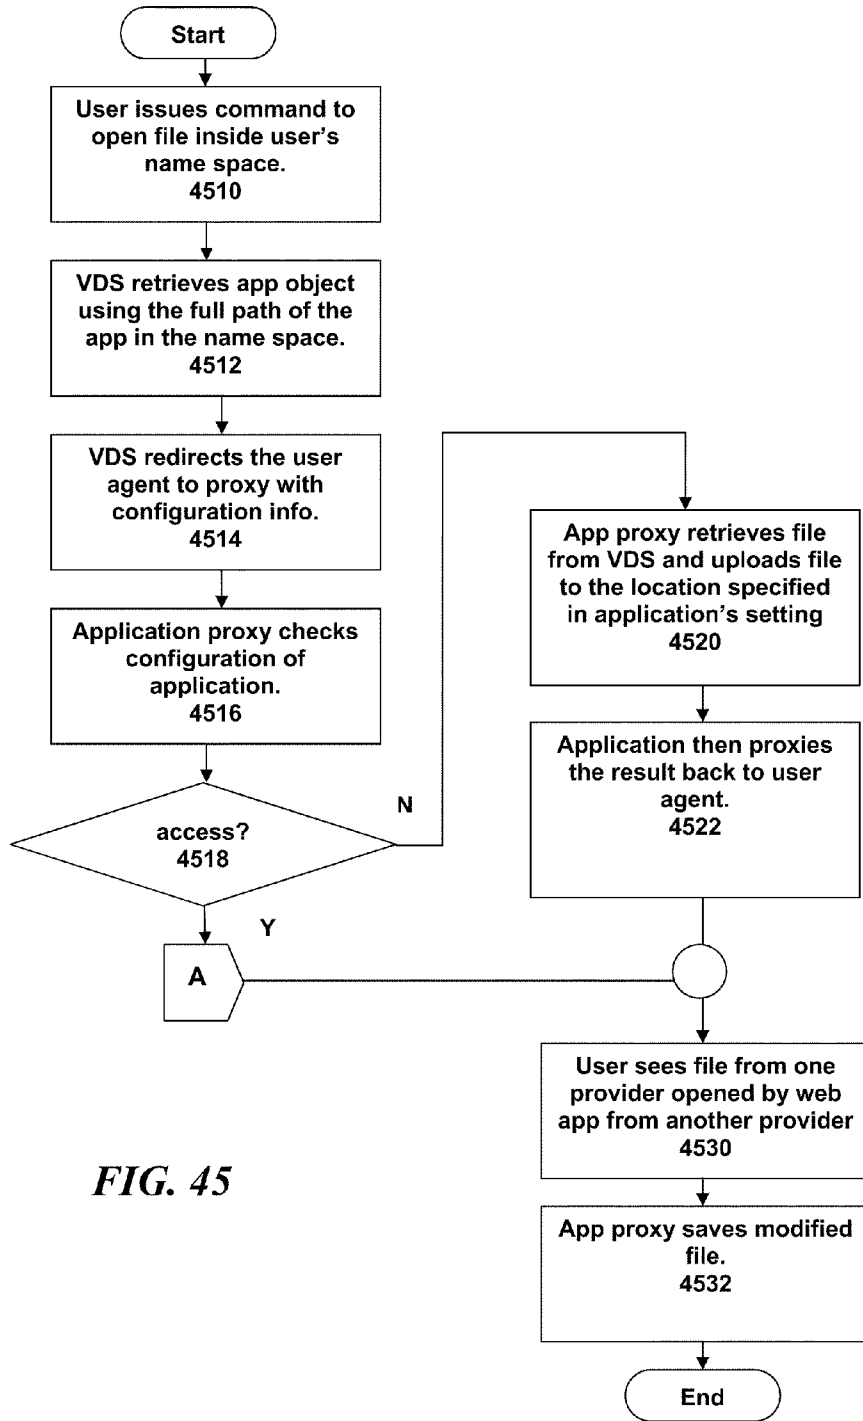 Start
User issues command to
open file inside user's
name space.
4510
VDS retrieves app object
using the full path of the
app in the name space.
4512
VDS redirects the user
agent to proxy with
configuration info.
4514
Application proxy checks
configuration of
application.
4516
access?
4518
N
Y
A
App proxy retrieves file
from VDS and uploads file
to the location specified
in application's setting
4520
Application then proxies
the result back to user
agent.
4522
User sees file from one
provider opened by web
app from another provider
4530
App proxy saves modified
file.
4532
End
FIG. 45